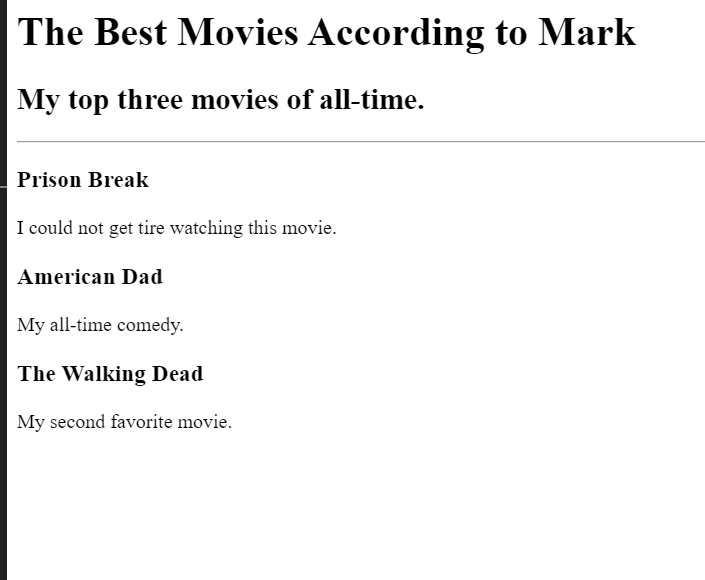 The Best Movies According to Mark
My top three movies of all-time.
Prison Break
I could not get tire watching this movie.
American Dad
My all-time comedy.
The Walking Dead
My second favorite movie.